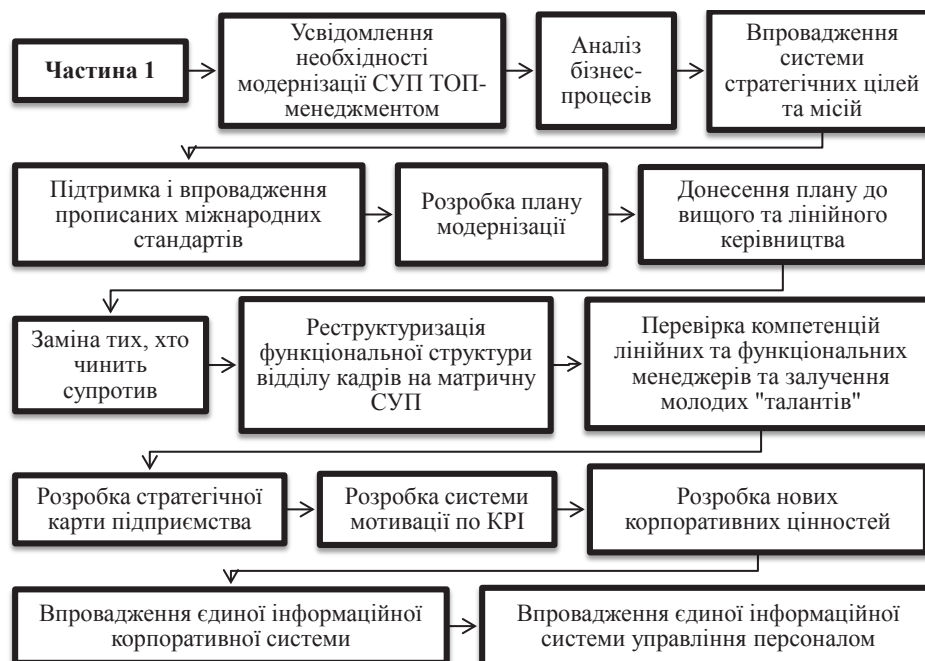 Частина 1
Усвідомлення
необхідності
модернізації СУП ТОП-
менеджментом
Аналіз
бізнес-
процесів
Впровадження
системи
стратегічних цілей
та місій
Підтримка і впровадження
прописаних міжнародних
стандартів
Розробка плану
модернізації
Донесення плану до
вищого та лінійного
керівництва
Заміна тих, хто
чинить супротив
Реструктуризація
функціональної структури
відділу кадрів на матричну
СУП
Перевірка компетенцій
лінійних та функціональних
менеджерів та залучення
молодих "талантів"
Розробка стратегічної
карти підприємства
Розробка системи
мотивації по КРІ
Розробка нових
корпоративних цінностей
Впровадження єдиної інформаційної
корпоративної системи
Впровадження єдиної інформаційної
системи управління персоналом